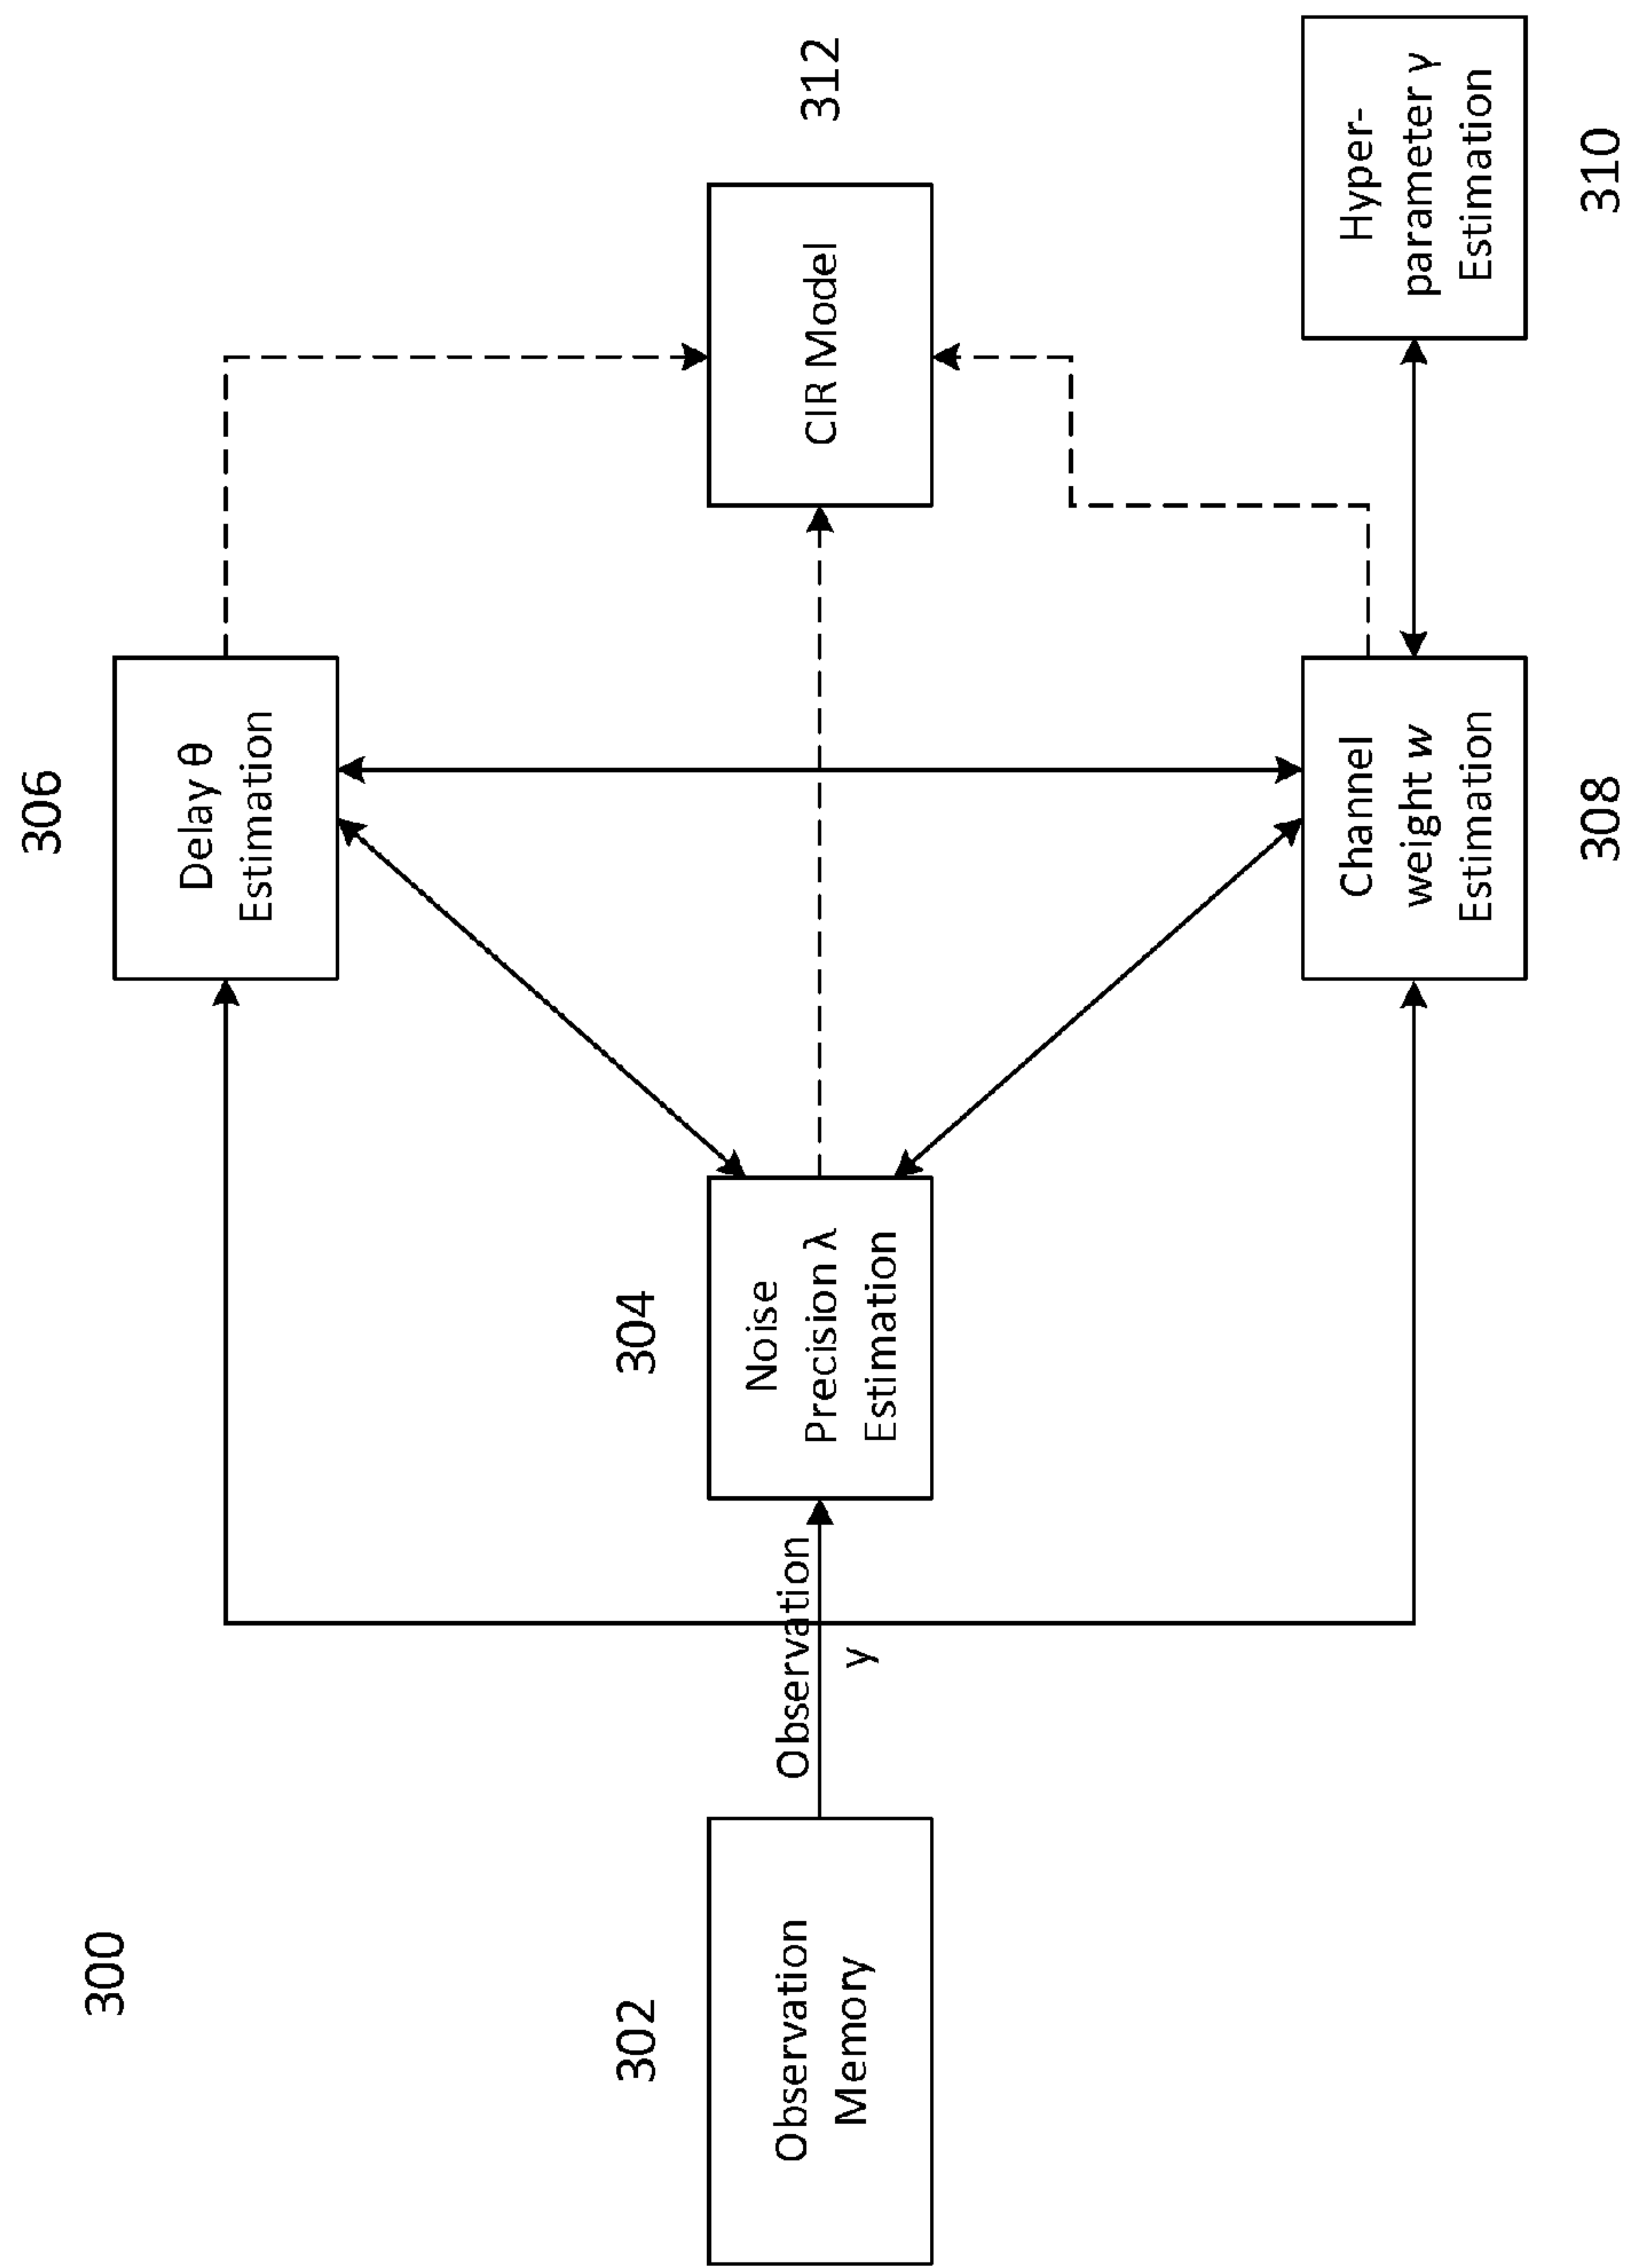 300
306
Delay θ
Estimation
302
Observation
Memory
Observation
y
304
Noise
Precision λ
Estimation
CIR Model
312
Channel
weight w
Estimation
308
Hyper-
parameter γ
Estimation
310